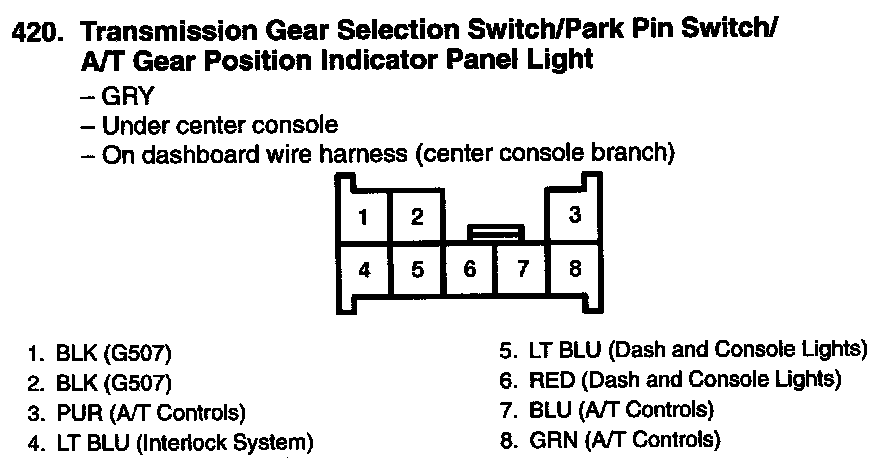 420. Transmission Gear Selection Switch/Park Pin Switch/
A/T Gear Position Indicator Panel Light
– GRY
– Under center console
– On dashboard wire harness (center console branch)
1 2 3
4 5 6 7 8
1. BLK (G507)
2. BLK (G507)
3. PUR (A/T Controls)
4. LT BLU (Interlock System)
5. LT BLU (Dash and Console Lights)
6. RED (Dash and Console Lights)
7. BLU (A/T Controls)
8. GRN (A/T Controls)